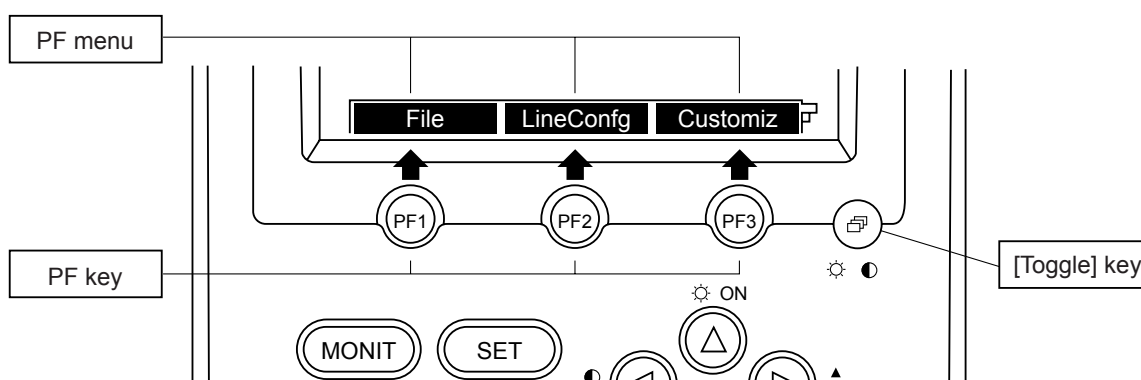 PF menu
File LineConfg Customiz
PF1 PF2 PF3
PF key
[Toggle] key
ON
MONIT SET